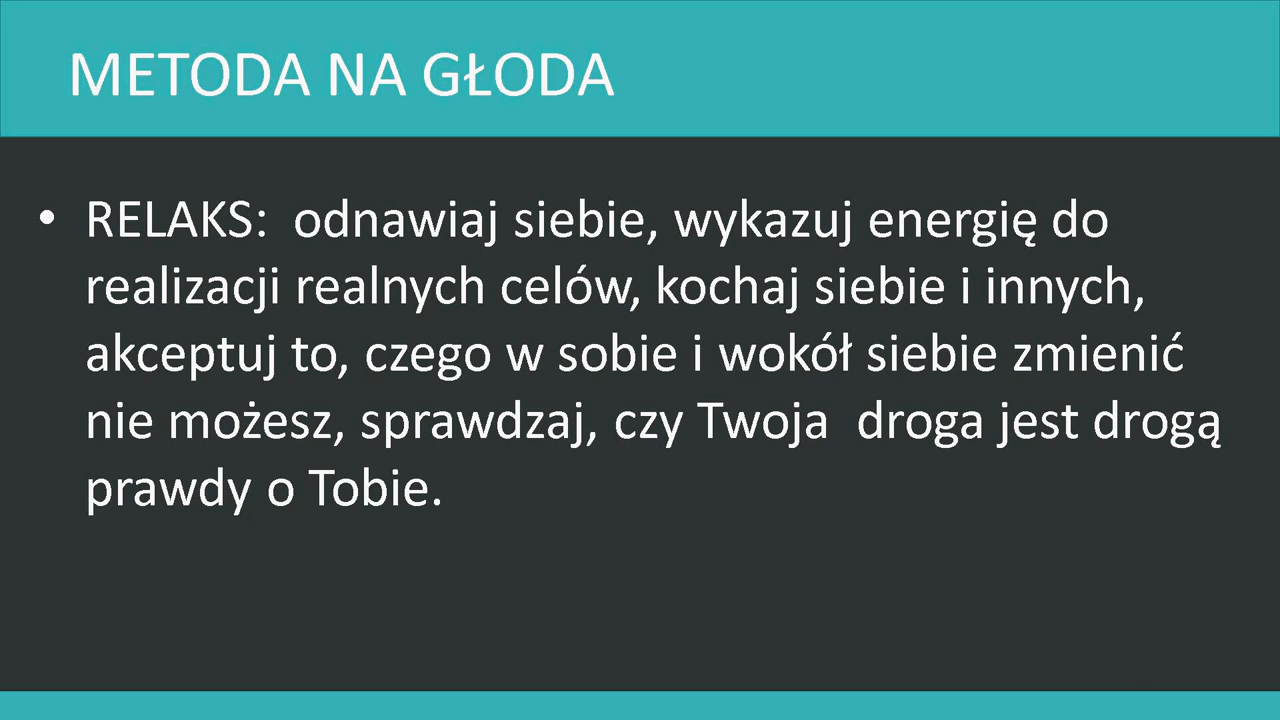 METODA NA GŁODA
• RELAKS:  odnawiaj siebie, wykazuj energię do
realizacji realnych celów, kochaj siebie i innych,
akceptuj to, czego w sobie i wokół siebie zmienić
nie możesz, sprawdzaj, czy Twoja  droga jest drogą
prawdy o Tobie.